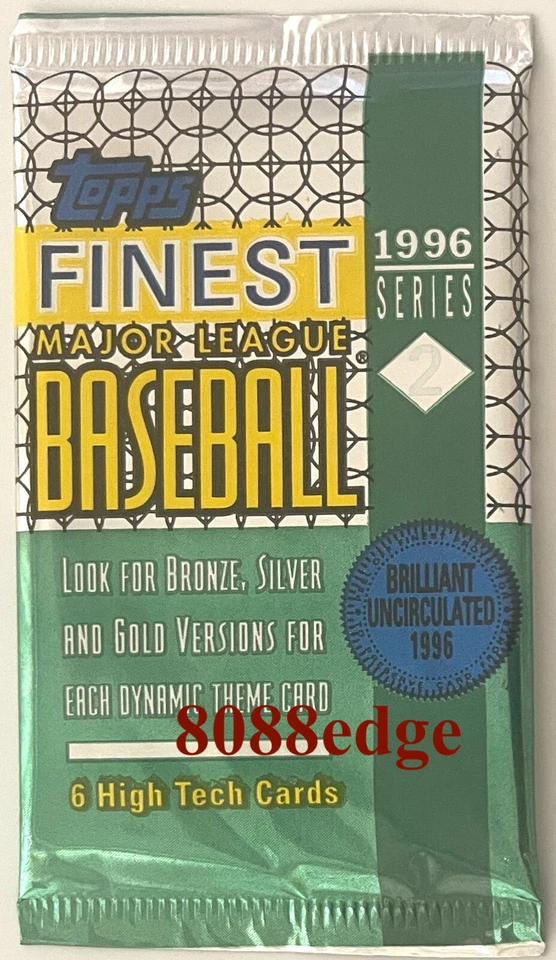 topps
FINEST
MAJOR LEAGUE
BASEBALL®
1996
SERIES
2
LOOK FOR BRONZE, SILVER
AND GOLD VERSIONS FOR
EACH DYNAMIC THEME CARD
BRILLIANT
UNCIRCULATED
1996
8088edge
6 High Tech Cards